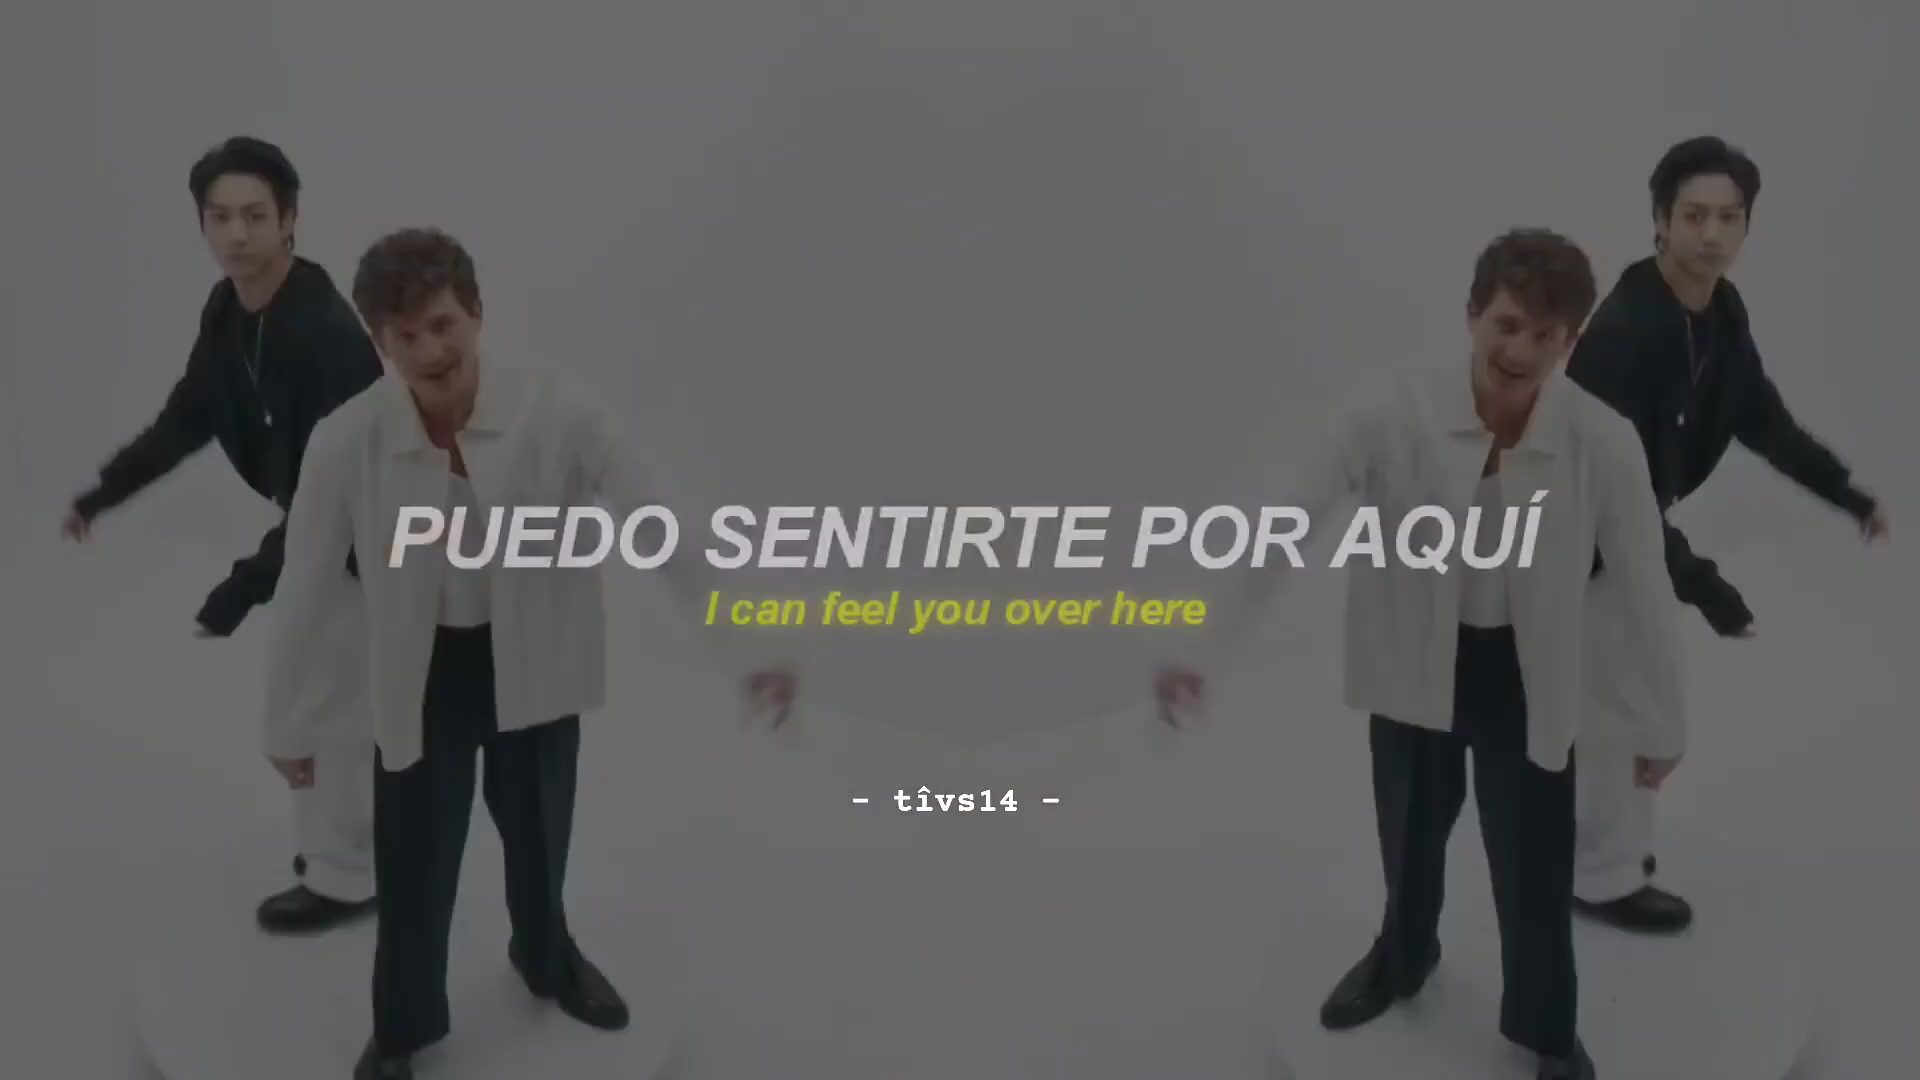 PUEDO SENTIRTE POR AQUÍ
I can feel you over here
- tîvs14 -